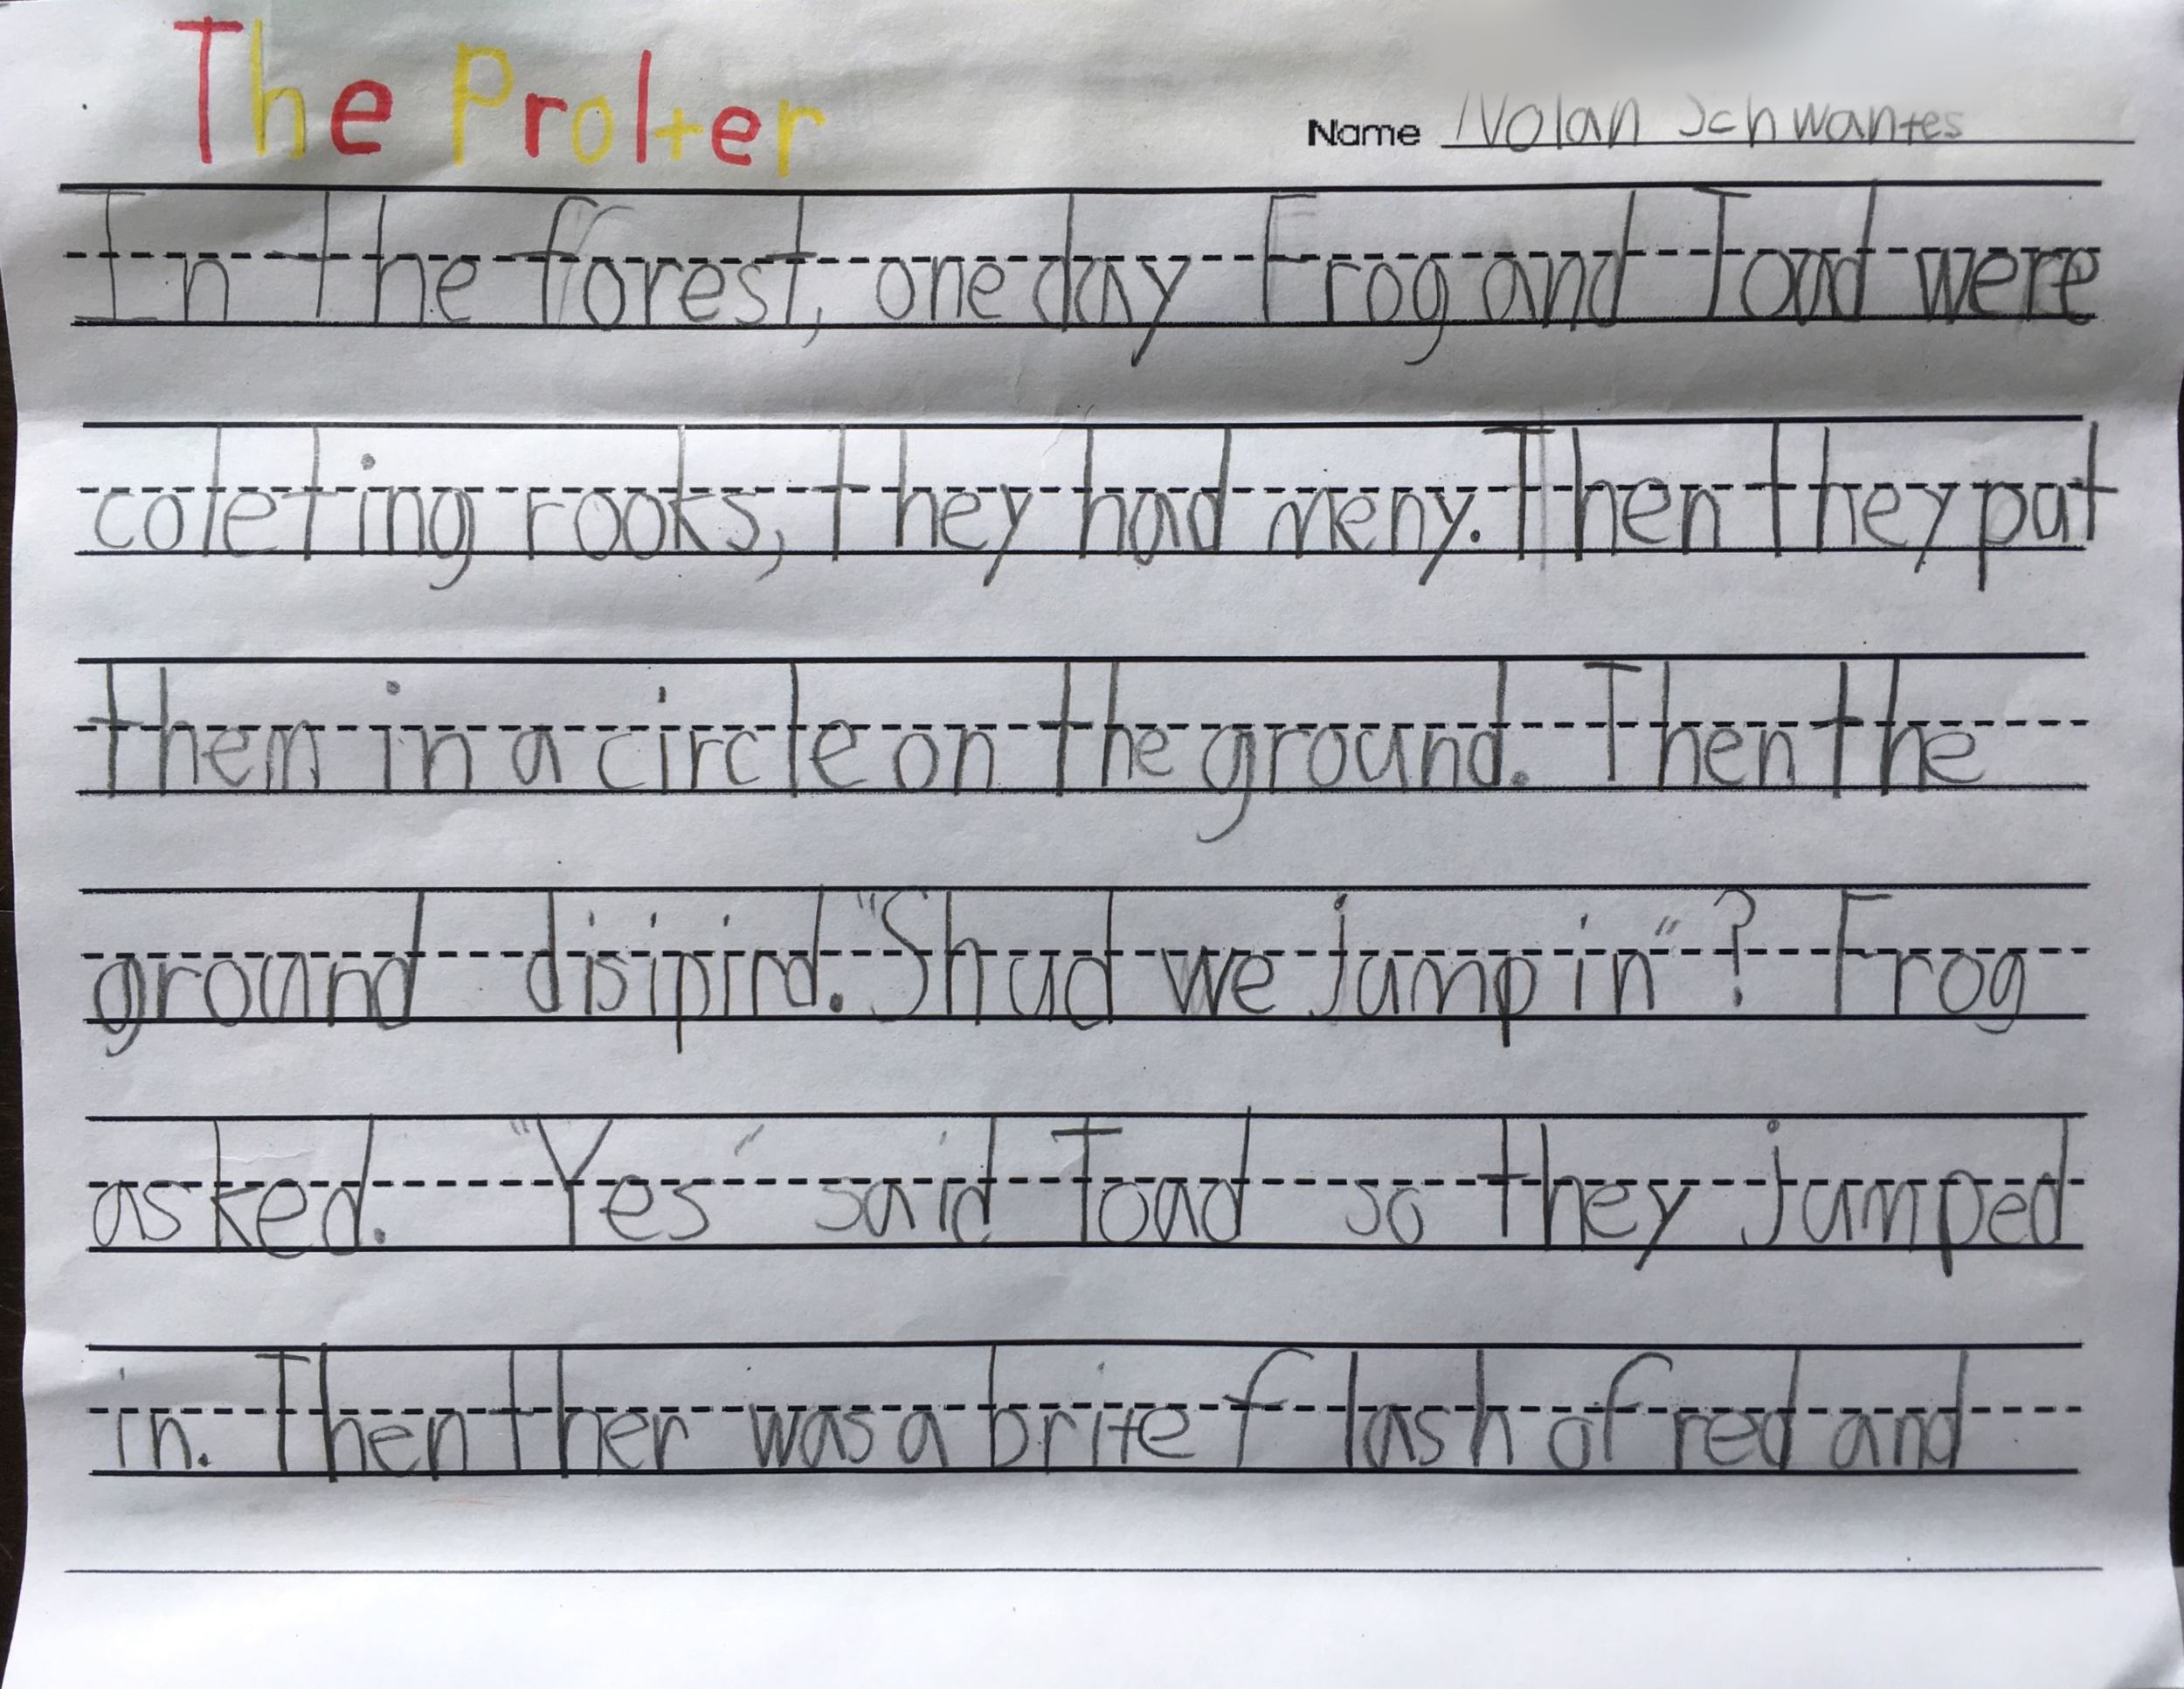 The Prolter
Name Nolan Schwantes
In the forest, one day Frog and Toad were
coleting rooks, they had meny. Then they put
them in a circle on the ground. Then the
ground disipird. "Shud we jump in"? Frog
asked. "Yes" said Toad so they jumped
in. Then ther was a brite flash of red and